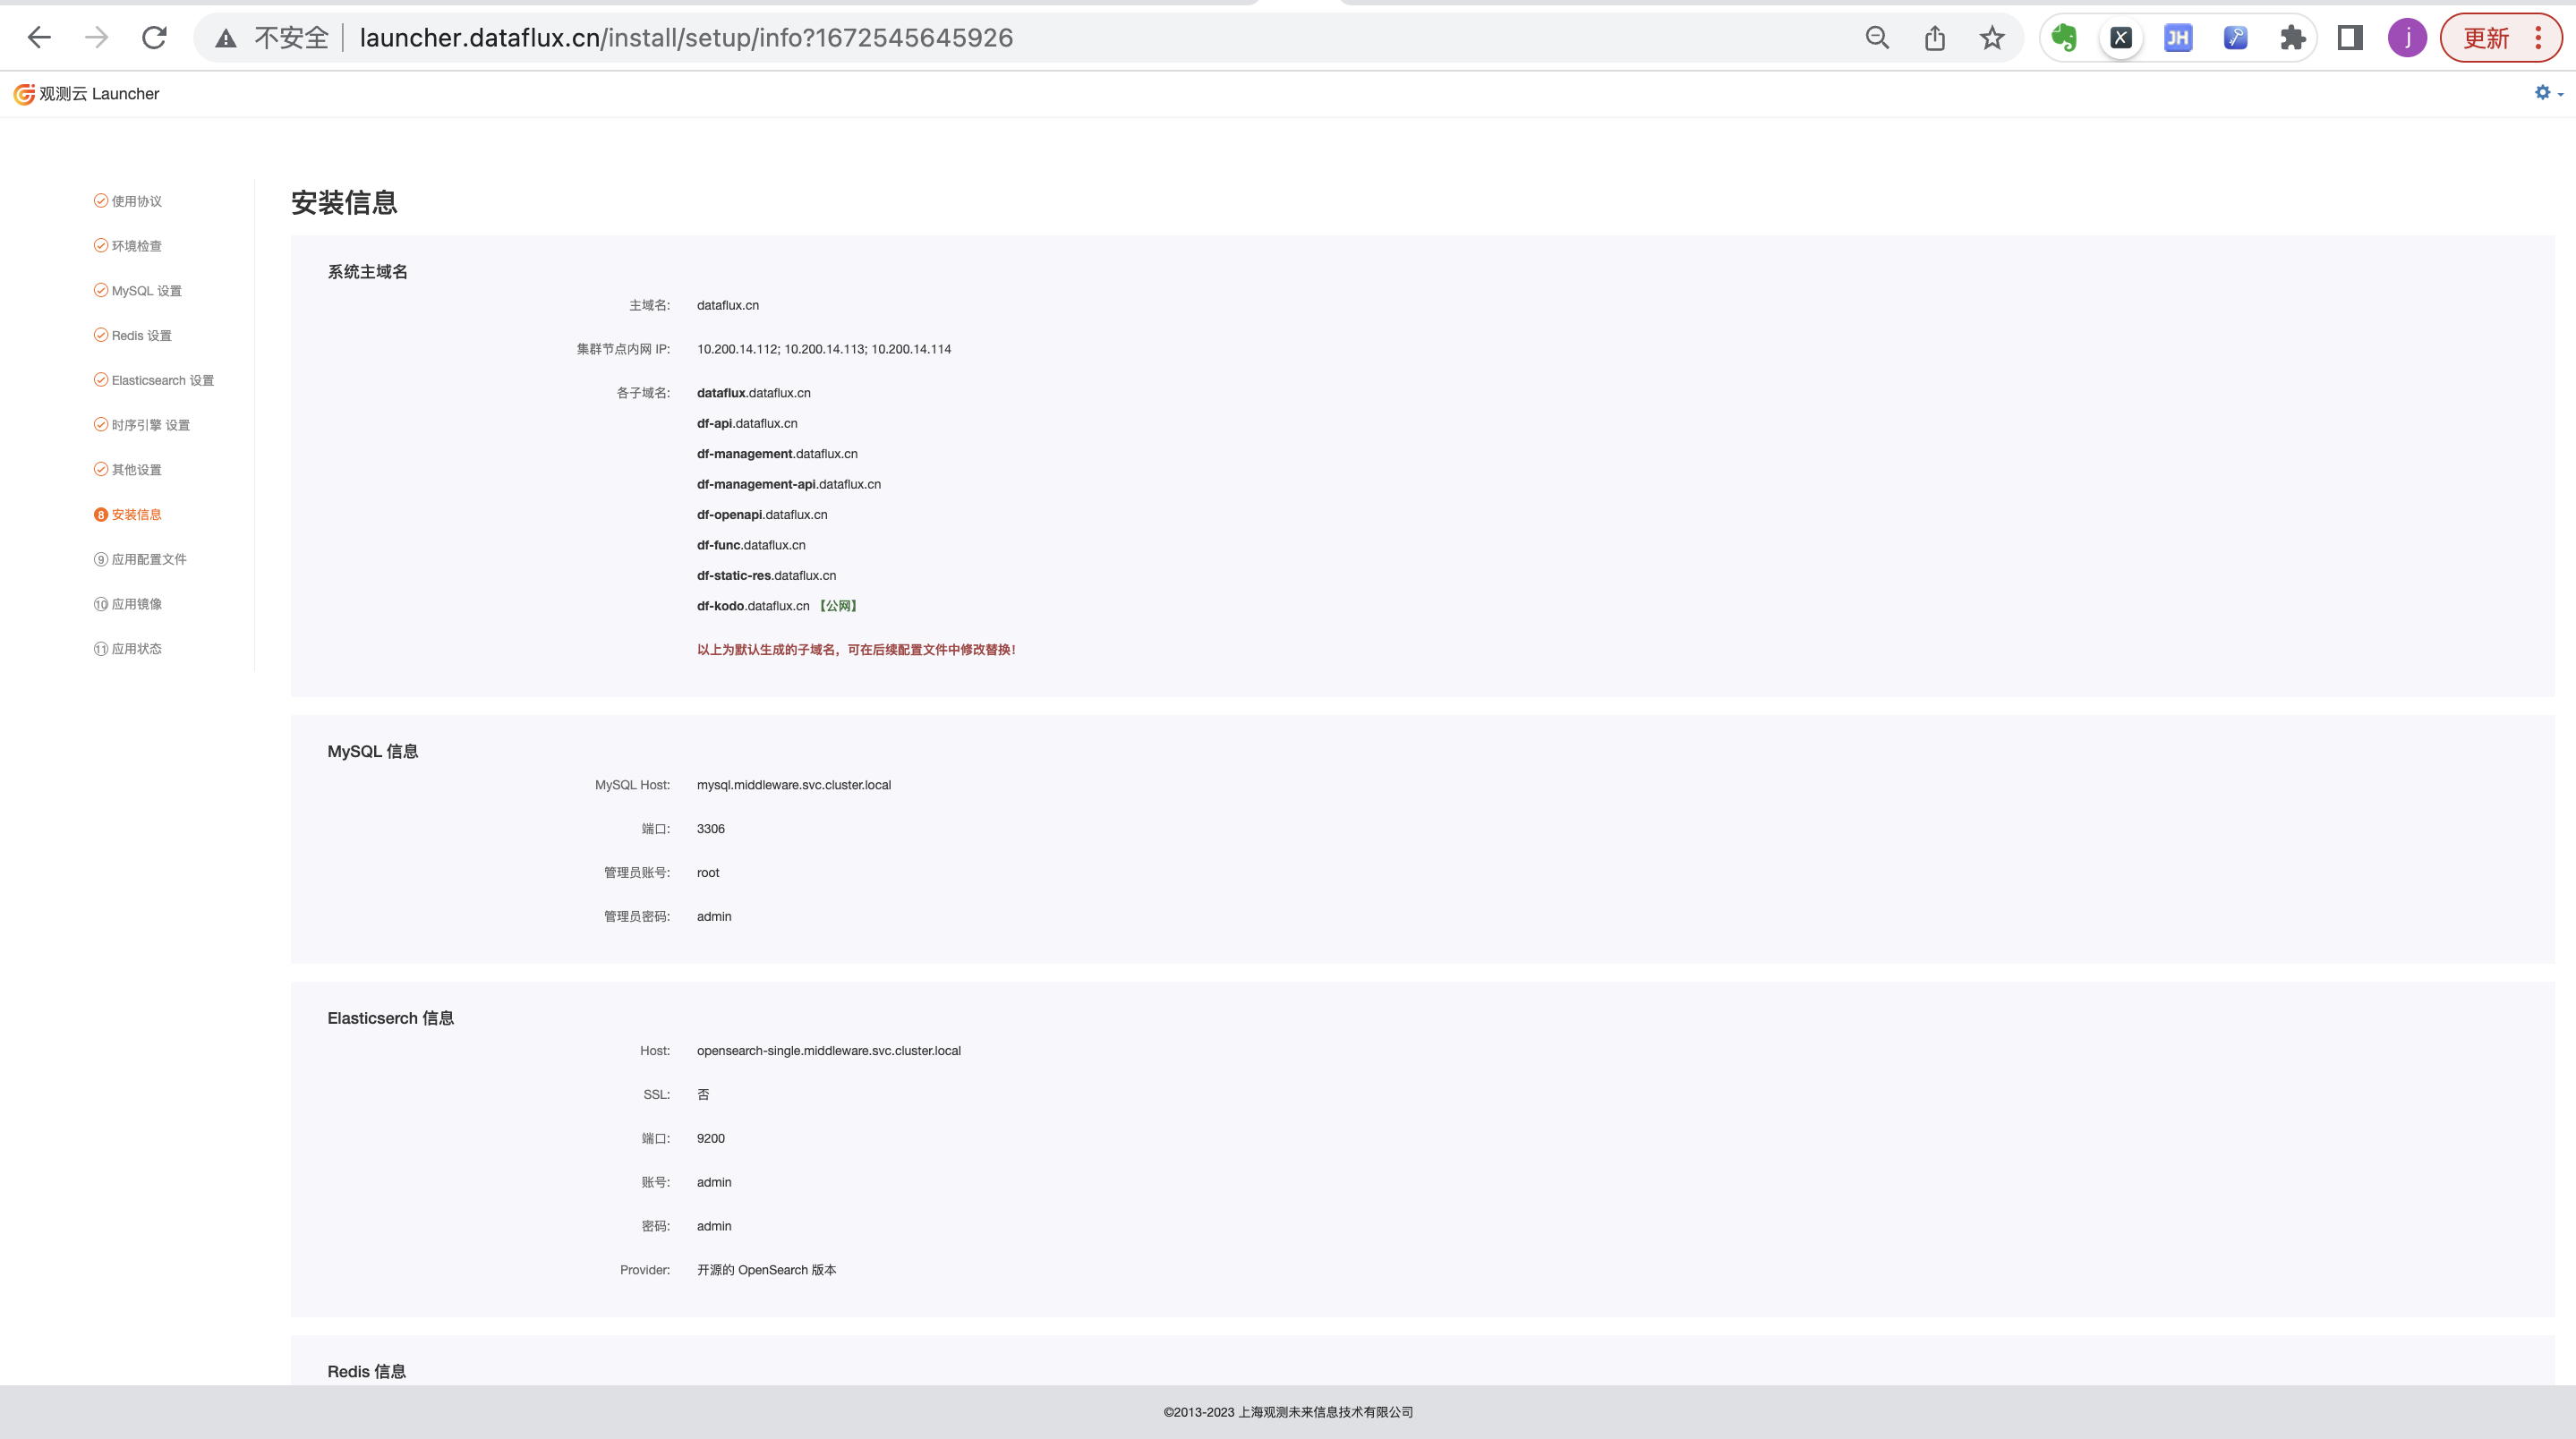 不安全 launcher.dataflux.cn/install/setup/info?1672545645926 JH j 更新
观测云 Launcher
使用协议
环境检查
MySQL 设置
Redis 设置
Elasticsearch 设置
时序引擎 设置
其他设置
8 安装信息
9 应用配置文件
10 应用镜像
11 应用状态
安装信息
系统主域名
主域名: dataflux.cn
集群节点内网 IP: 10.200.14.112; 10.200.14.113; 10.200.14.114
各子域名: dataflux.dataflux.cn
df-api.dataflux.cn
df-management.dataflux.cn
df-management-api.dataflux.cn
df-openapi.dataflux.cn
df-func.dataflux.cn
df-static-res.dataflux.cn
df-kodo.dataflux.cn 【公网】
以上为默认生成的子域名，可在后续配置文件中修改替换！
MySQL 信息
MySQL Host: mysql.middleware.svc.cluster.local
端口: 3306
管理员账号: root
管理员密码: admin
Elasticserch 信息
Host: opensearch-single.middleware.svc.cluster.local
SSL: 否
端口: 9200
账号: admin
密码: admin
Provider: 开源的 OpenSearch 版本
Redis 信息
©2013-2023 上海观测未来信息技术有限公司